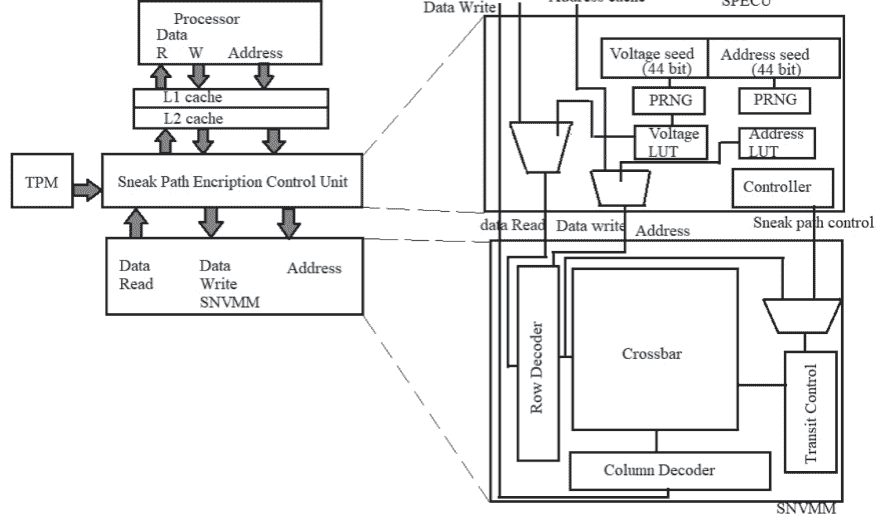 Processor
Data
R W Address
L1 cache
L2 cache
TPM
Sneak Path Encription Control Unit
Data Read
Data Write
SNVMM
Address
Data Write
Address cache
SPECU
Voltage seed
(44 bit)
Address seed
(44 bit)
PRNG
PRNG
Voltage
LUT
Address
LUT
Controller
data Read
Data write
Address
Sneak path control
Row Decoder
Crossbar
Transit Control
Column Decoder
SNVMM